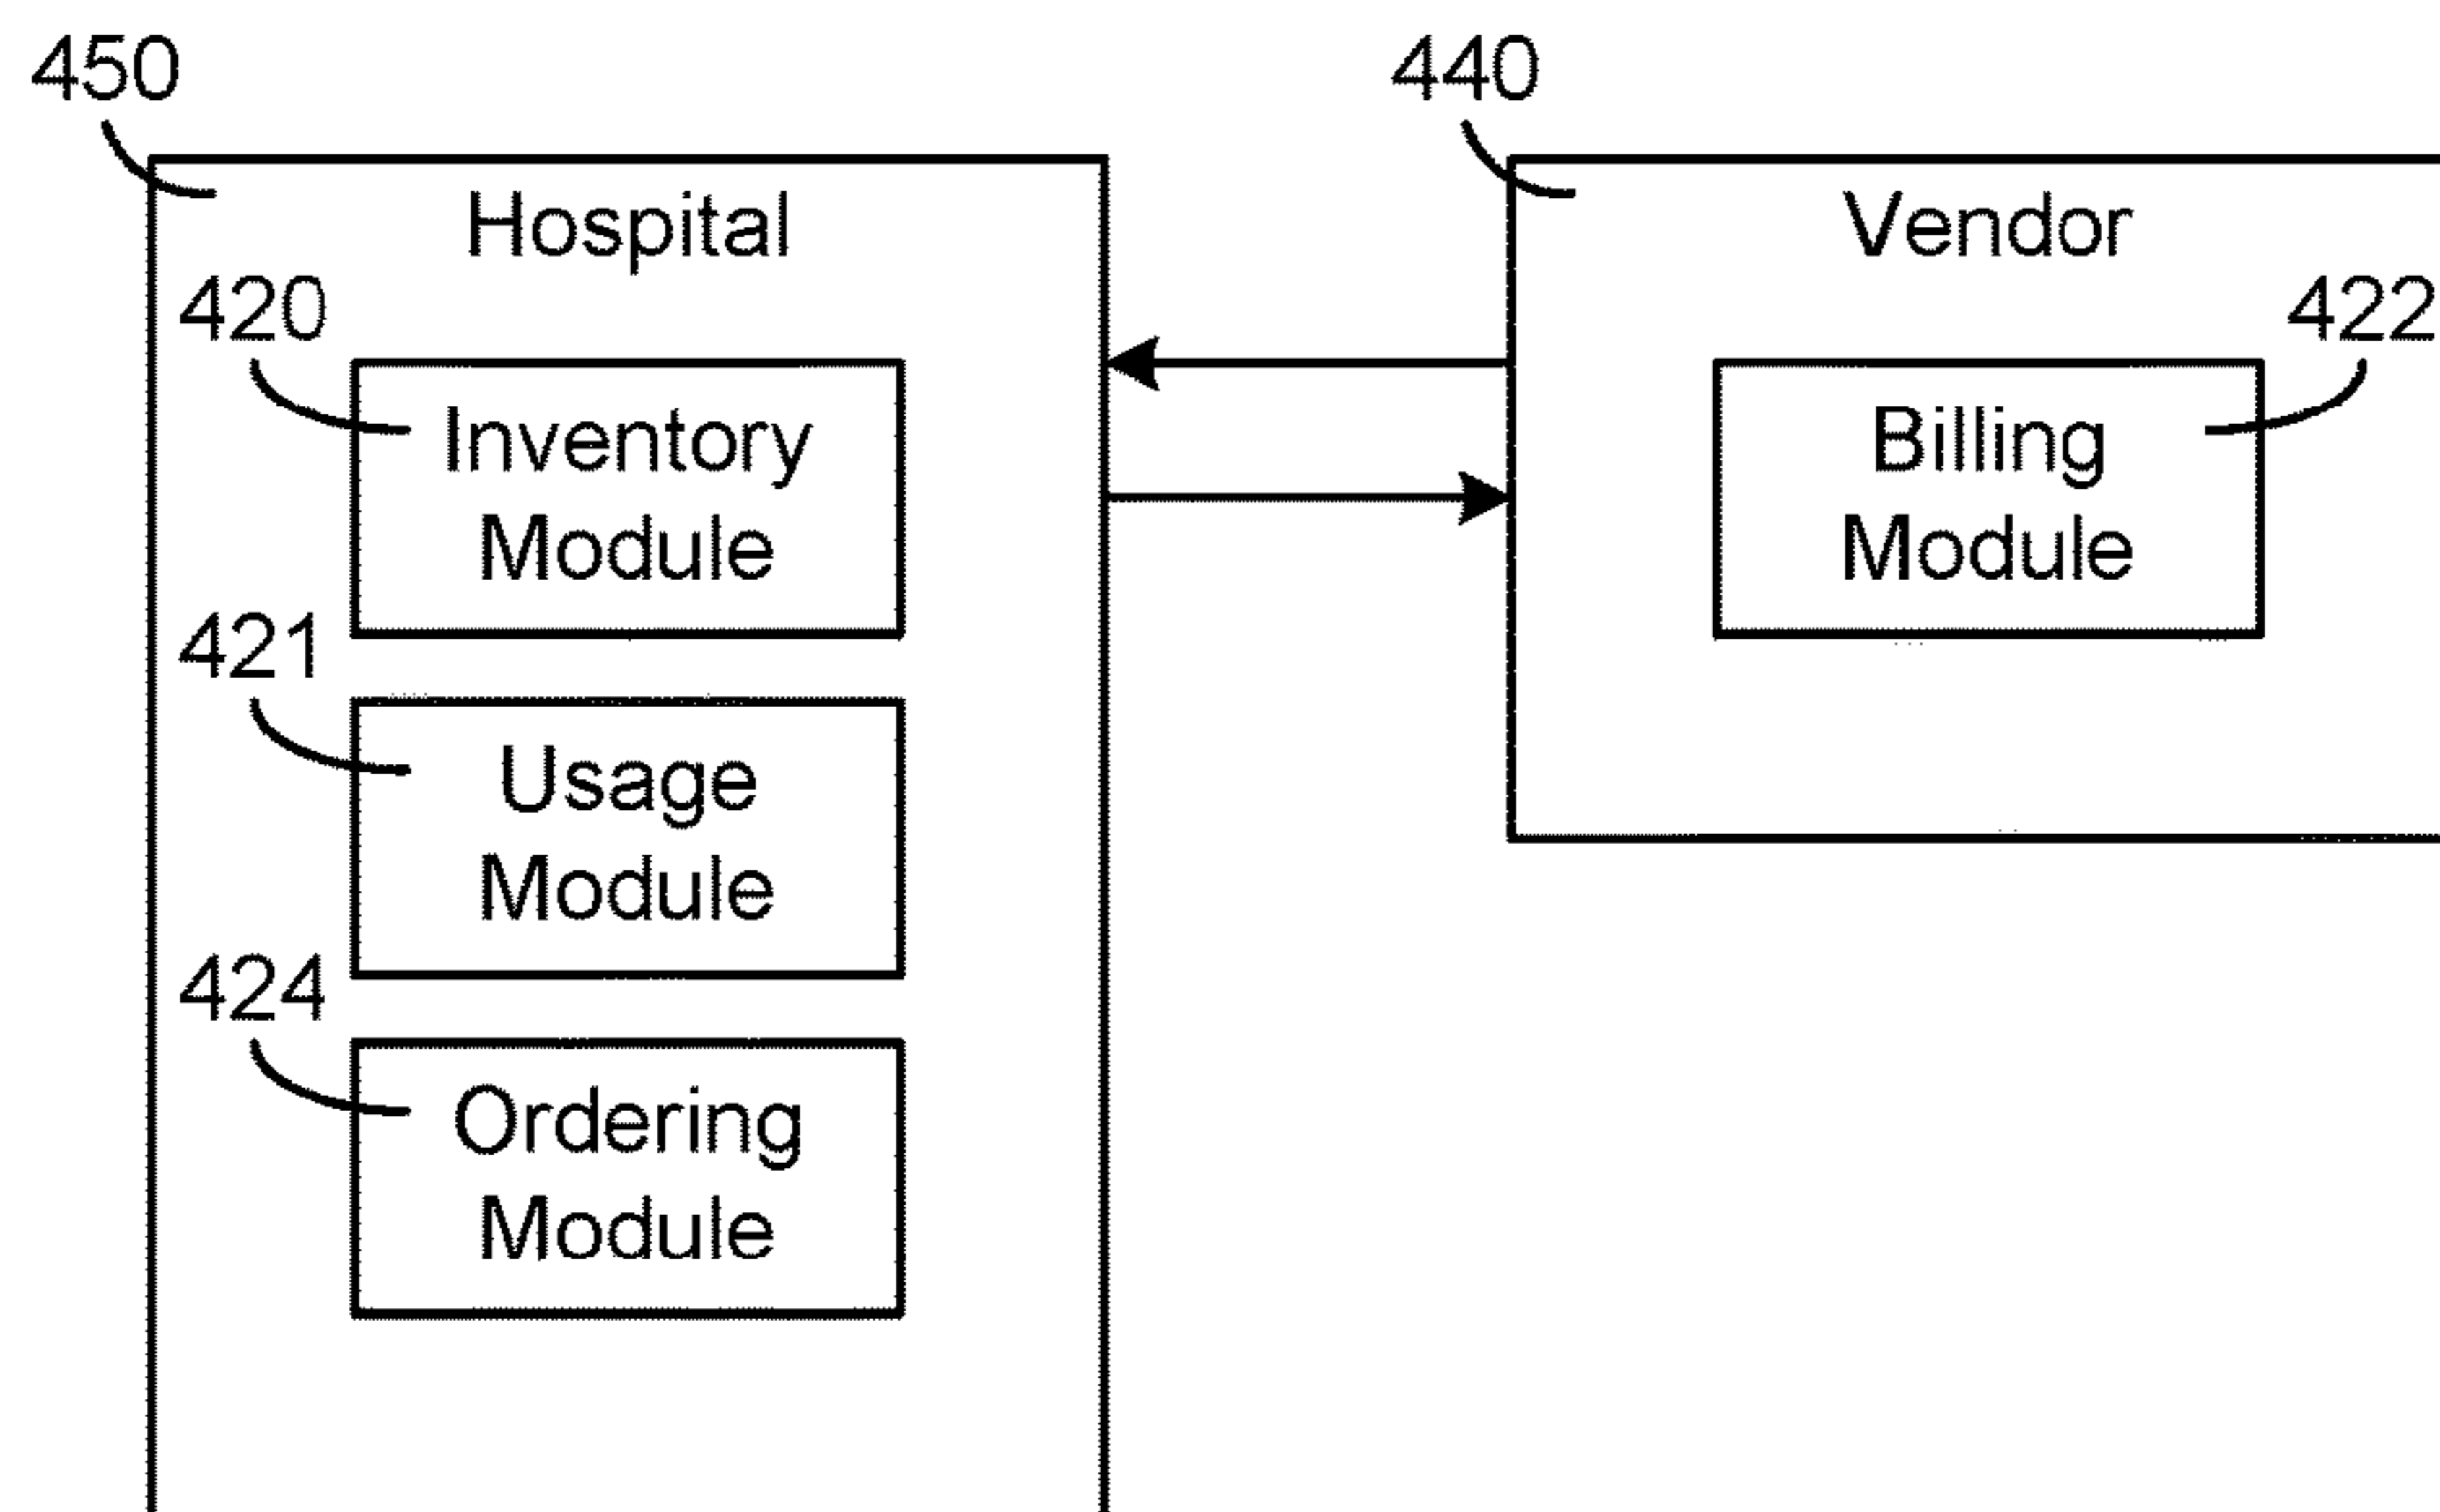 450
440
Hospital
Vendor
420
422
Inventory
Module
Billing
Module
421
Usage
Module
424
Ordering
Module